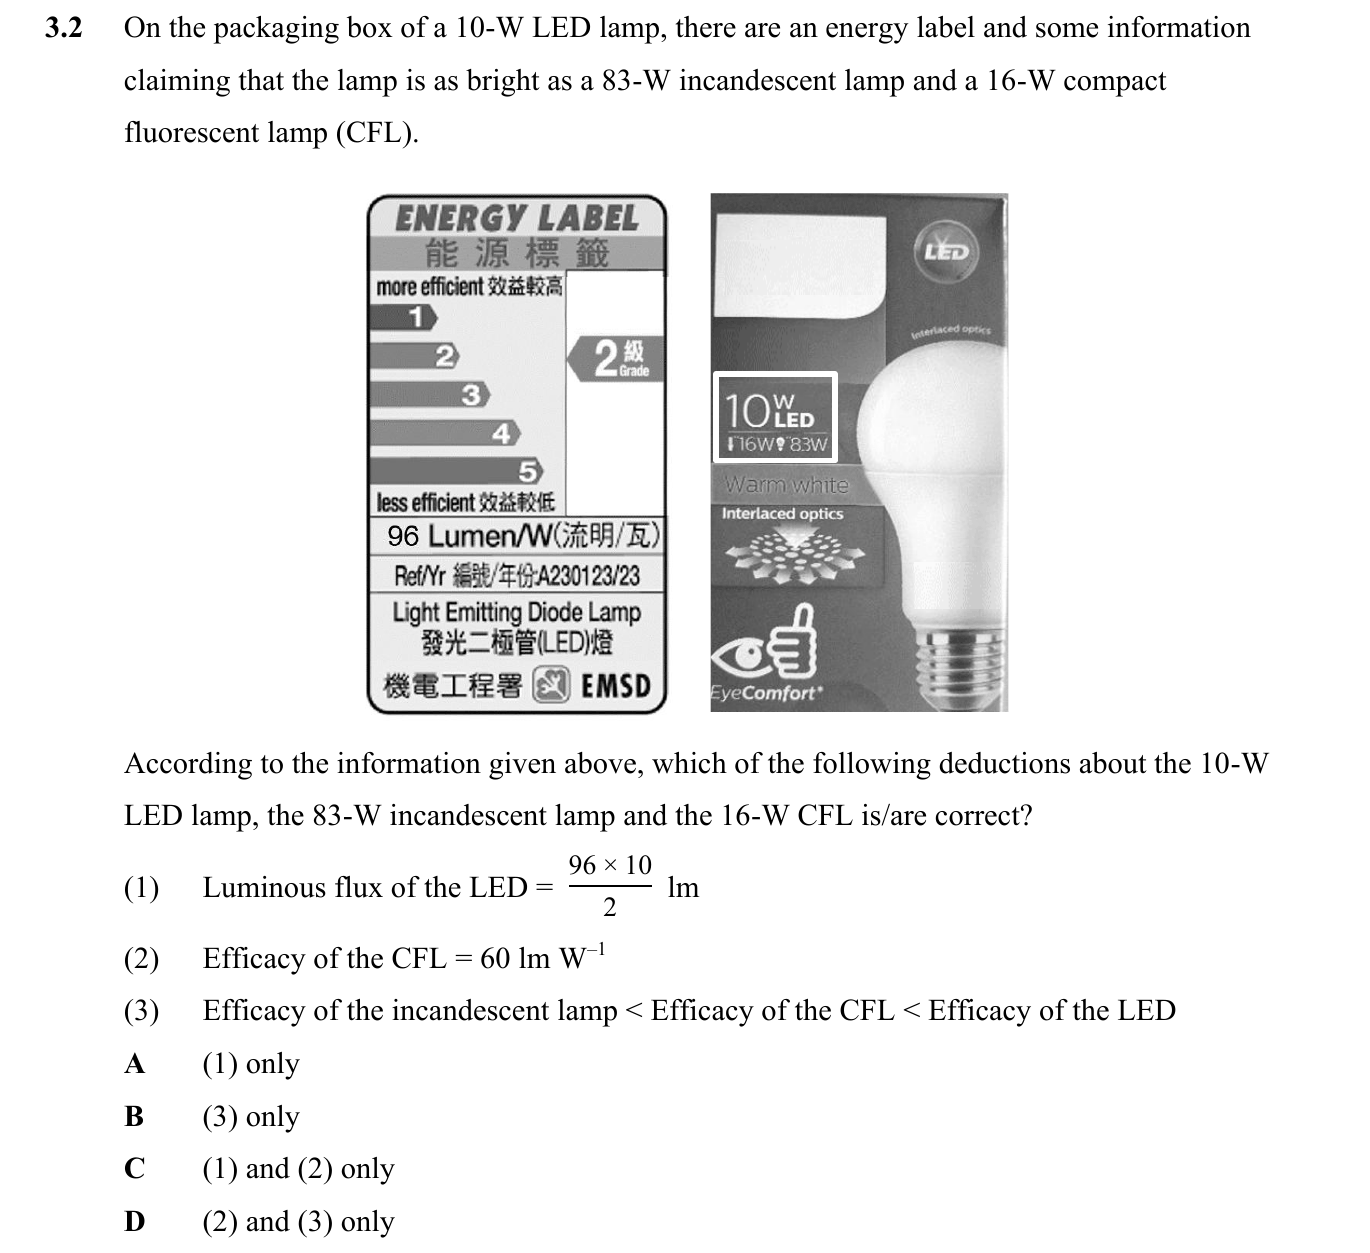 3.2 On the packaging box of a 10-W LED lamp, there are an energy label and some information
claiming that the lamp is as bright as a 83-W incandescent lamp and a 16-W compact
fluorescent lamp (CFL).
ENERGY LABEL
能源標籤
more efficient 效益較高
1
2
2級
Grade
3
4
5
less efficient 效益較低
96 Lumen/W(流明/瓦)
Ref/Yr 編號/年份:A230123/23
Light Emitting Diode Lamp
發光二極管(LED)燈
機電工程署 EMSD
LED
Interlaced optics
10W LED
16W 83W
Warm white
Interlaced optics
EyeComfort
According to the information given above, which of the following deductions about the 10-W
LED lamp, the 83-W incandescent lamp and the 16-W CFL is/are correct?
(1) Luminous flux of the LED = 96 × 10 / 2 lm
(2) Efficacy of the CFL = 60 lm W⁻¹
(3) Efficacy of the incandescent lamp < Efficacy of the CFL < Efficacy of the LED
A (1) only
B (3) only
C (1) and (2) only
D (2) and (3) only